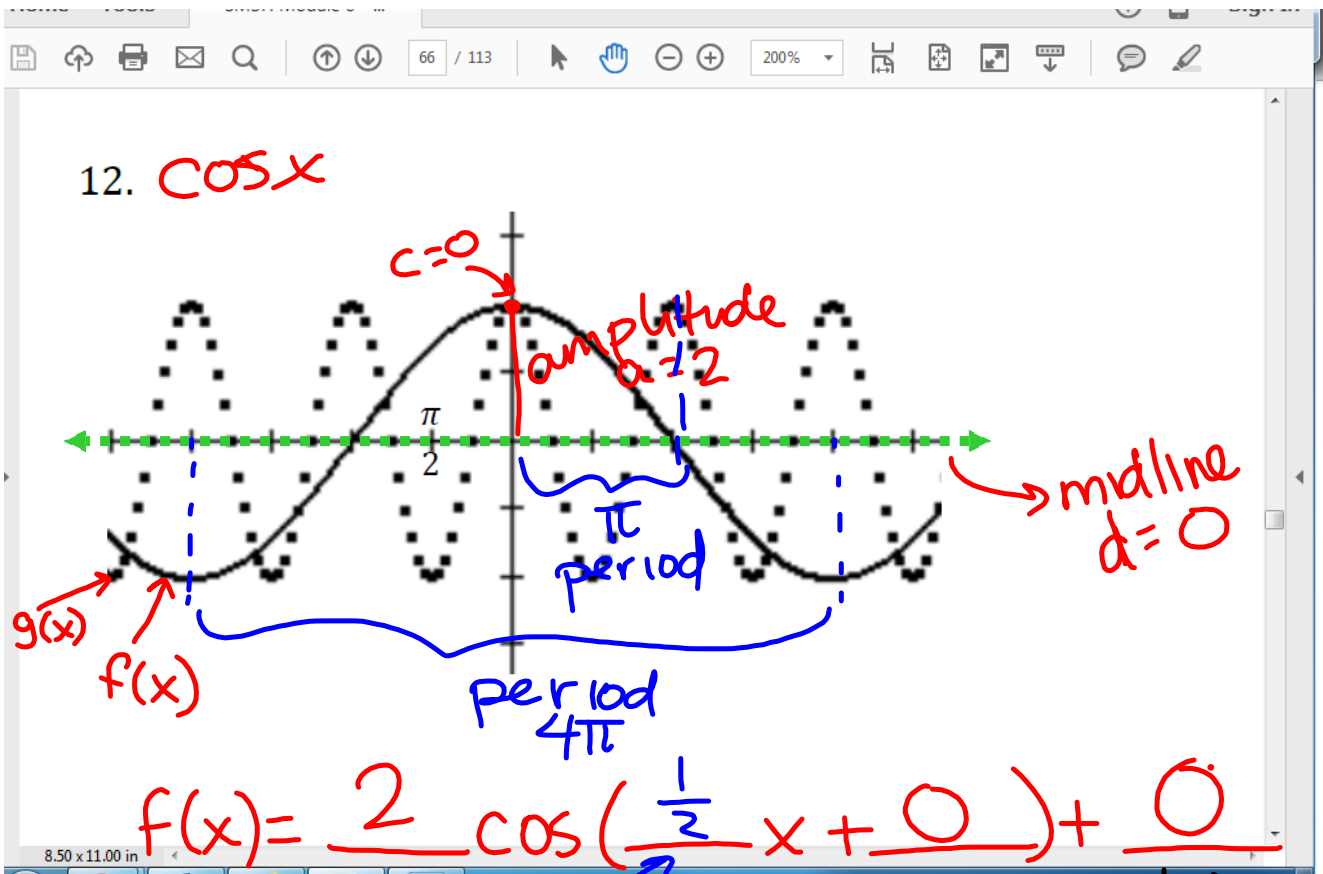 66 / 113
200%
12. cosx
c=0
amplitude
a=2
π
2
midline
d=0
π
period
g(x)
f(x)
period
4π
f(x)= 2 cos(1/2 x + 0)+ 0
8.50 x 11.00 in